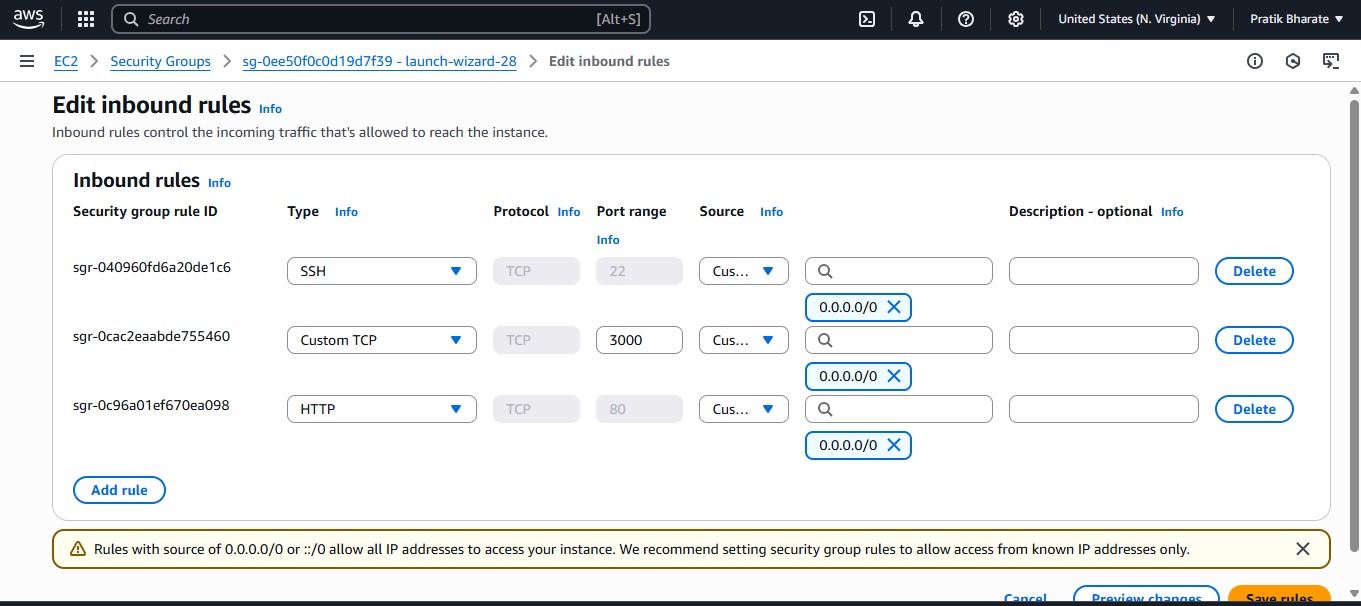 aws
Search [Alt+S] United States (N. Virginia) ▼ Pratik Bharate ▼
EC2 > Security Groups > sg-0ee50f0c0d19d7f39 - launch-wizard-28 > Edit inbound rules
Edit inbound rules Info
Inbound rules control the incoming traffic that's allowed to reach the instance.
Inbound rules Info
Security group rule ID Type Info Protocol Info Port range Source Info Description - optional Info
Info
sgr-040960fd6a20de1c6 SSH TCP 22 Cus... Delete
0.0.0.0/0
sgr-0cac2eaabde755460 Custom TCP TCP 3000 Cus... Delete
0.0.0.0/0
sgr-0c96a01ef670ea098 HTTP TCP 80 Cus... Delete
0.0.0.0/0
Add rule
Rules with source of 0.0.0.0/0 or ::/0 allow all IP addresses to access your instance. We recommend setting security group rules to allow access from known IP addresses only.
Cancel Preview changes Save rules